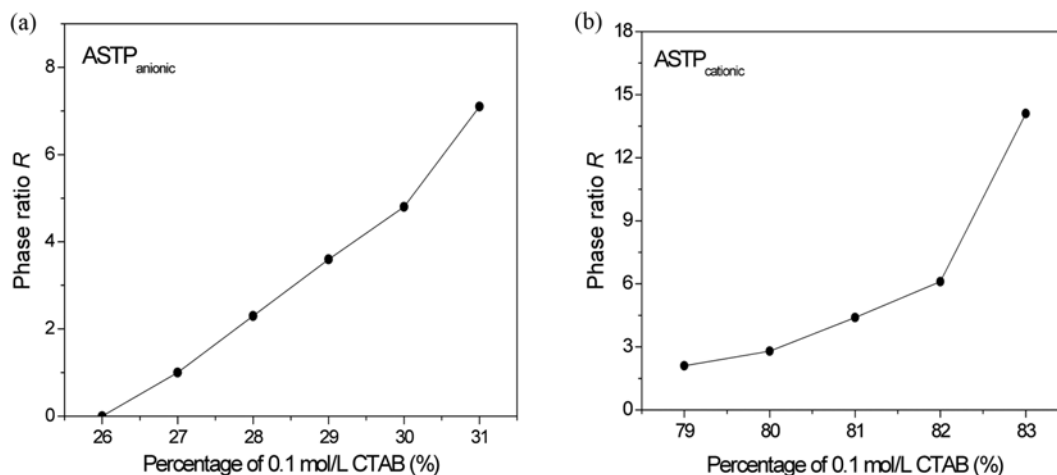 (a)
ASTPanionic
8
6
4
2
0
Phase ratio R
26 27 28 29 30 31
Percentage of 0.1 mol/L CTAB (%)
(b)
ASTPcationic
18
15
12
9
6
3
0
Phase ratio R
79 80 81 82 83
Percentage of 0.1 mol/L CTAB (%)